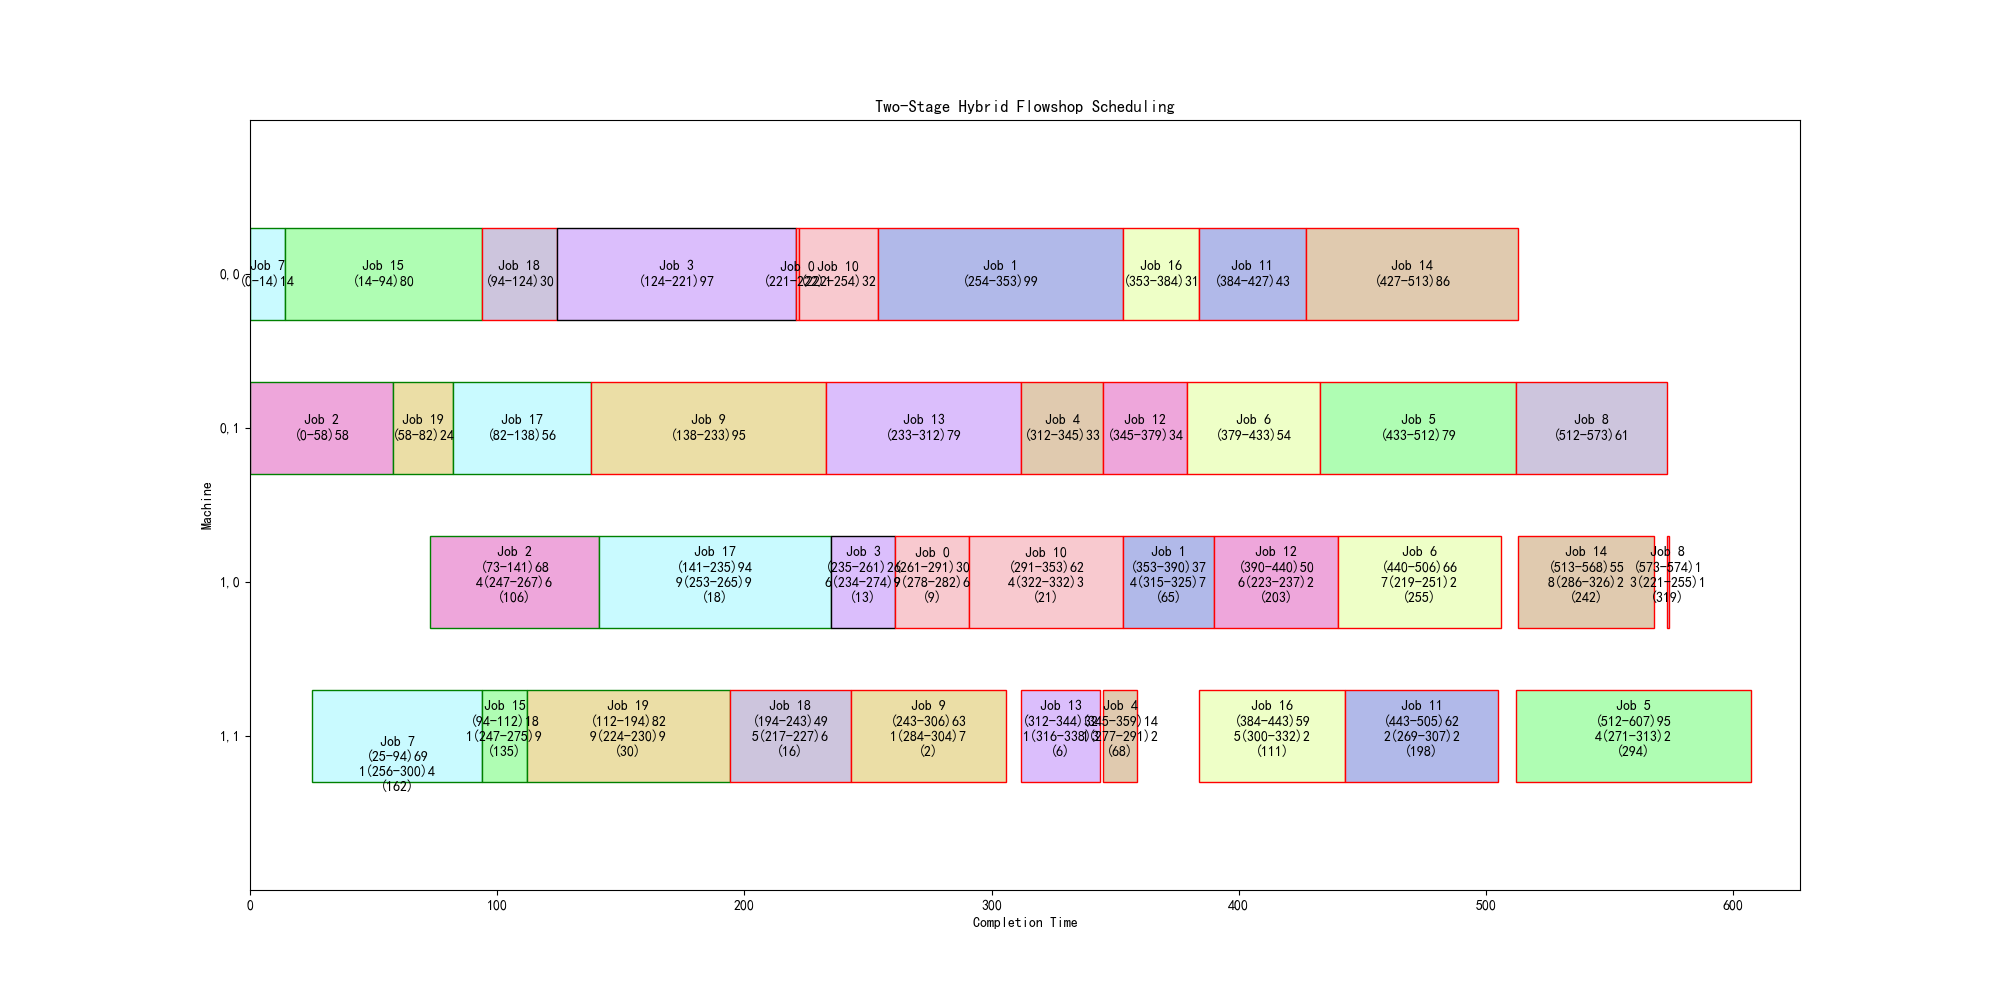 Two-Stage Hybrid Flowshop Scheduling
0,0
Job 7
(0-14)14
Job 15
(14-94)80
Job 18
(94-124)30
Job 3
(124-221)97
Job 0
(221-222)1
Job 10
(222-254)32
Job 1
(254-353)99
Job 16
(353-384)31
Job 11
(384-427)43
Job 14
(427-513)86
0,1
Job 2
(0-58)58
Job 19
(58-82)24
Job 17
(82-138)56
Job 9
(138-233)95
Job 13
(233-312)79
Job 4
(312-345)33
Job 12
(345-379)34
Job 6
(379-433)54
Job 5
(433-512)79
Job 8
(512-573)61
Machine
1,0
Job 2
(73-141)68
4(247-267)6
(106)
Job 17
(141-235)94
9(253-265)9
(18)
Job 3
(235-261)26
6(234-274)9
(13)
Job 0
(261-291)30
9(278-282)6
(9)
Job 10
(291-353)62
4(322-332)3
(21)
Job 1
(353-390)37
4(315-325)7
(65)
Job 12
(390-440)50
6(223-237)2
(203)
Job 6
(440-506)66
7(219-251)2
(255)
Job 14
(513-568)55
8(286-326)2
(242)
Job 8
(573-574)1
3(221-255)1
(319)
1,1
Job 7
(25-94)69
1(256-300)4
(162)
Job 15
(94-112)18
1(247-275)9
(135)
Job 19
(112-194)82
9(224-230)9
(30)
Job 18
(194-243)49
5(217-227)6
(16)
Job 9
(243-306)63
1(284-304)7
(2)
Job 13
(312-344)32
1(316-338)3
(6)
Job 4
(345-359)14
(277-291)2
(68)
Job 16
(384-443)59
5(300-332)2
(111)
Job 11
(443-505)62
2(269-307)2
(198)
Job 5
(512-607)95
4(271-313)2
(294)
0
100
200
300
400
500
600
Completion Time